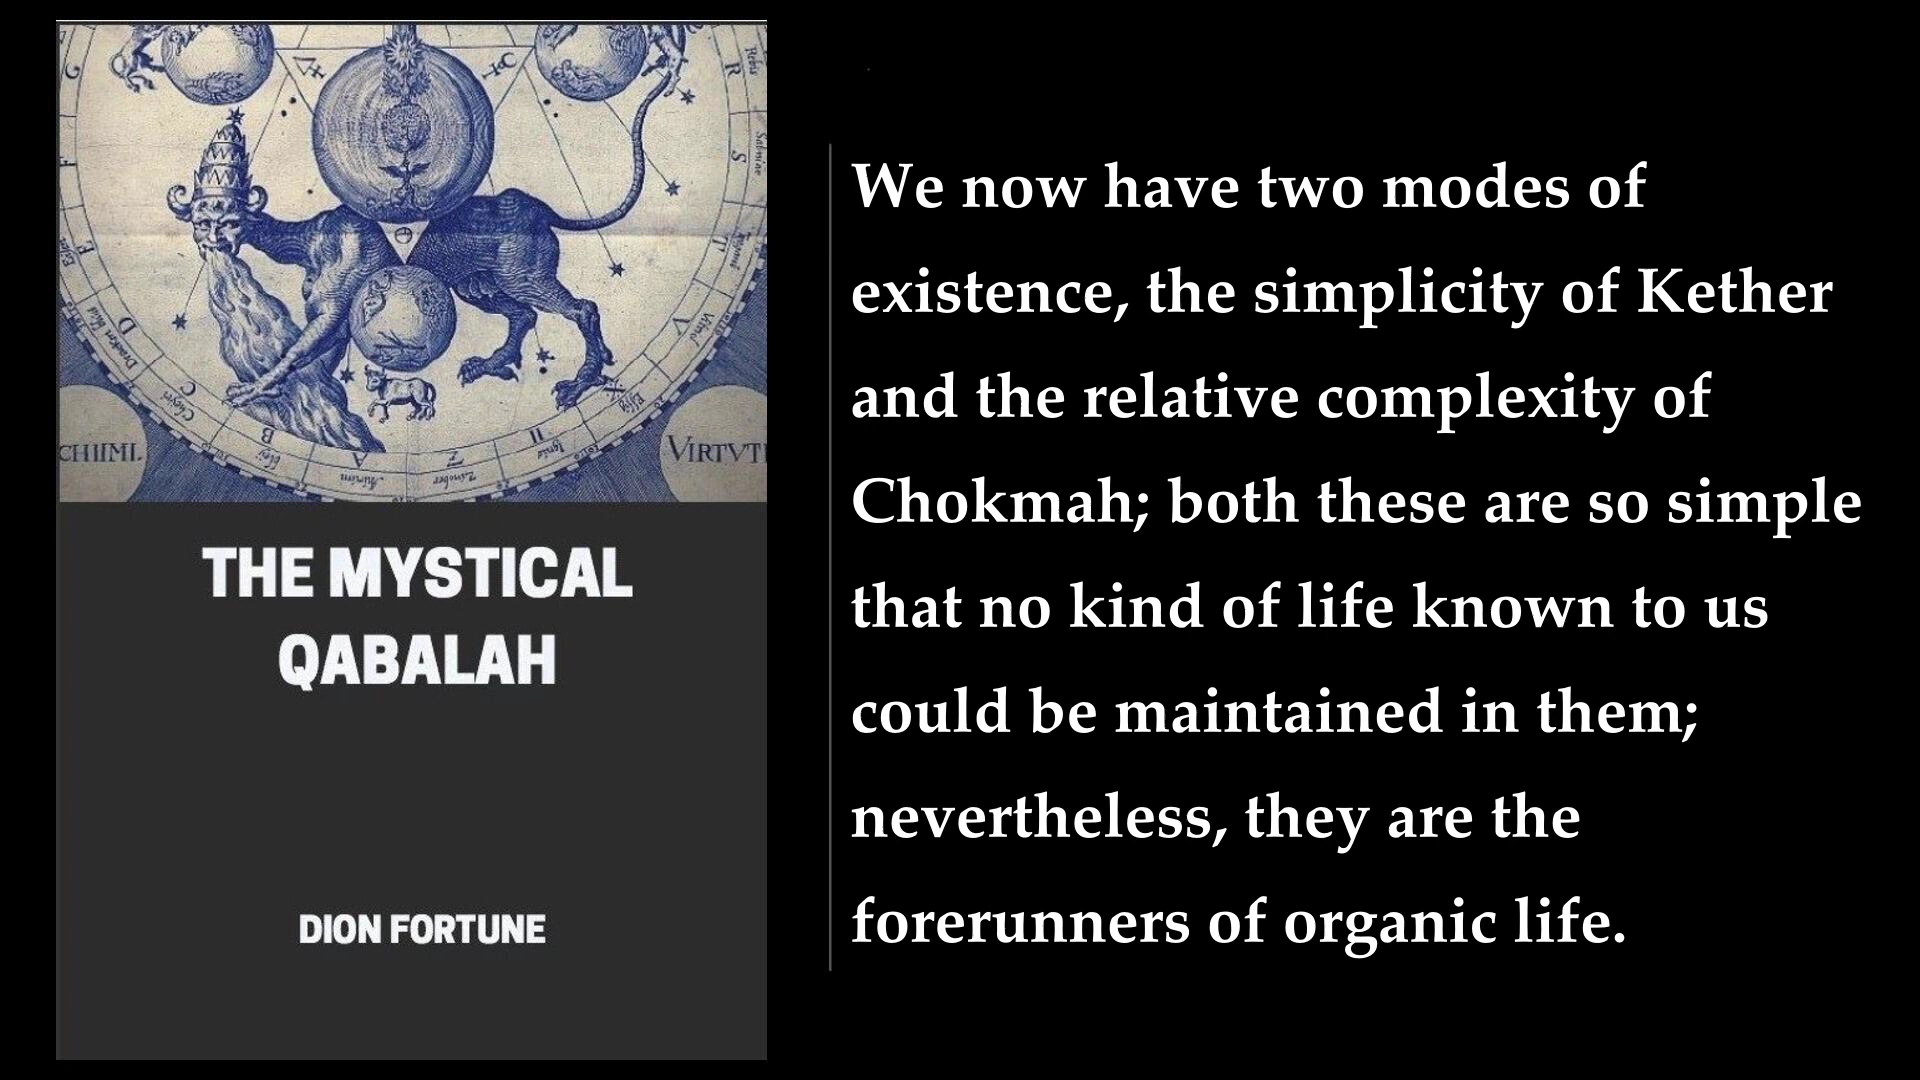 CHIIMI.
VIRTVT
THE MYSTICAL
QABALAH
DION FORTUNE
We now have two modes of
existence, the simplicity of Kether
and the relative complexity of
Chokmah; both these are so simple
that no kind of life known to us
could be maintained in them;
nevertheless, they are the
forerunners of organic life.